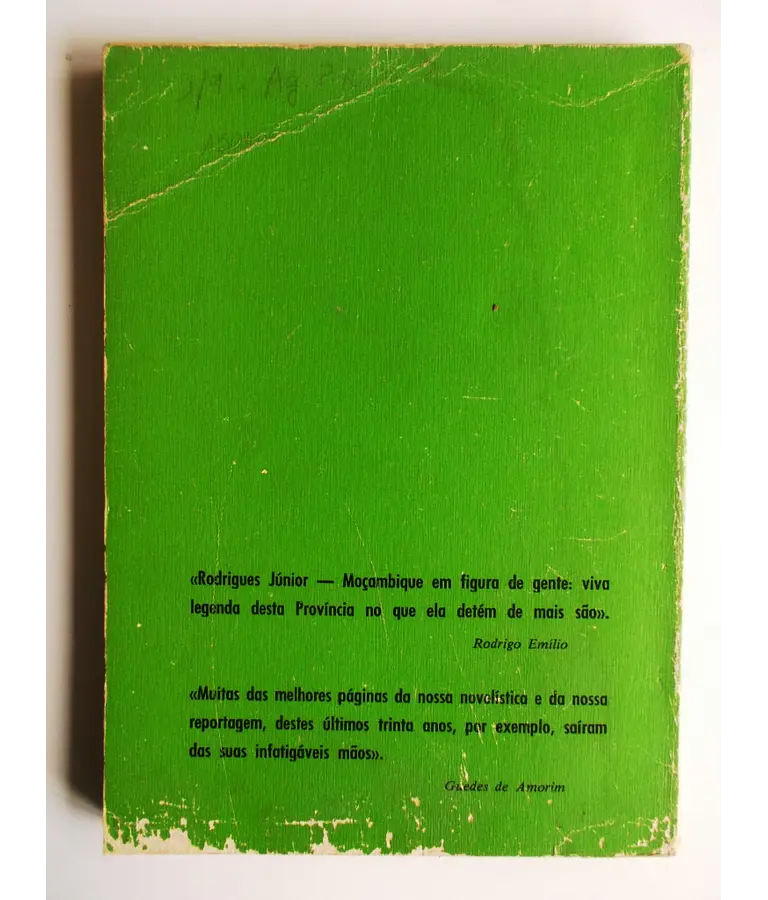 «Rodrigues Júnior — Moçambique em figura de gente: viva
legenda desta Província no que ela detém de mais são».
Rodrigo Emílio
«Muitas das melhores páginas da nossa novelística e da nossa
reportagem, destes últimos trinta anos, por exemplo, saíram
das suas infatigáveis mãos».
Guedes de Amorim